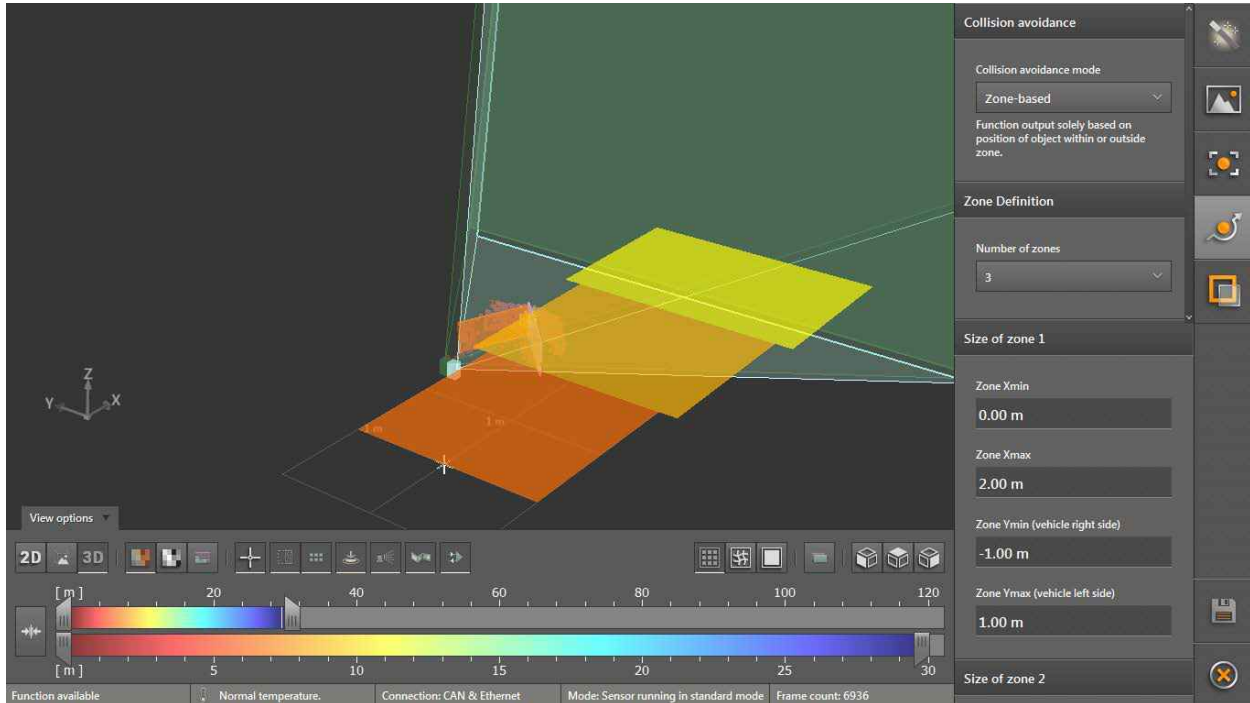 Collision avoidance
Collision avoidance mode
Zone-based
Function output solely based on
position of object within or outside
zone.
Zone Definition
Number of zones
3
Size of zone 1
Zone Xmin
0.00 m
Zone Xmax
2.00 m
Zone Ymin (vehicle right side)
-1.00 m
Zone Ymax (vehicle left side)
1.00 m
Size of zone 2
Z
Y
X
1 m
1 m
View options
2D
3D
[ m ] 20 40 60 80 100 120
[ m ] 5 10 15 20 25 30
Function available
Normal temperature.
Connection: CAN & Ethernet
Mode: Sensor running in standard mode
Frame count: 6936